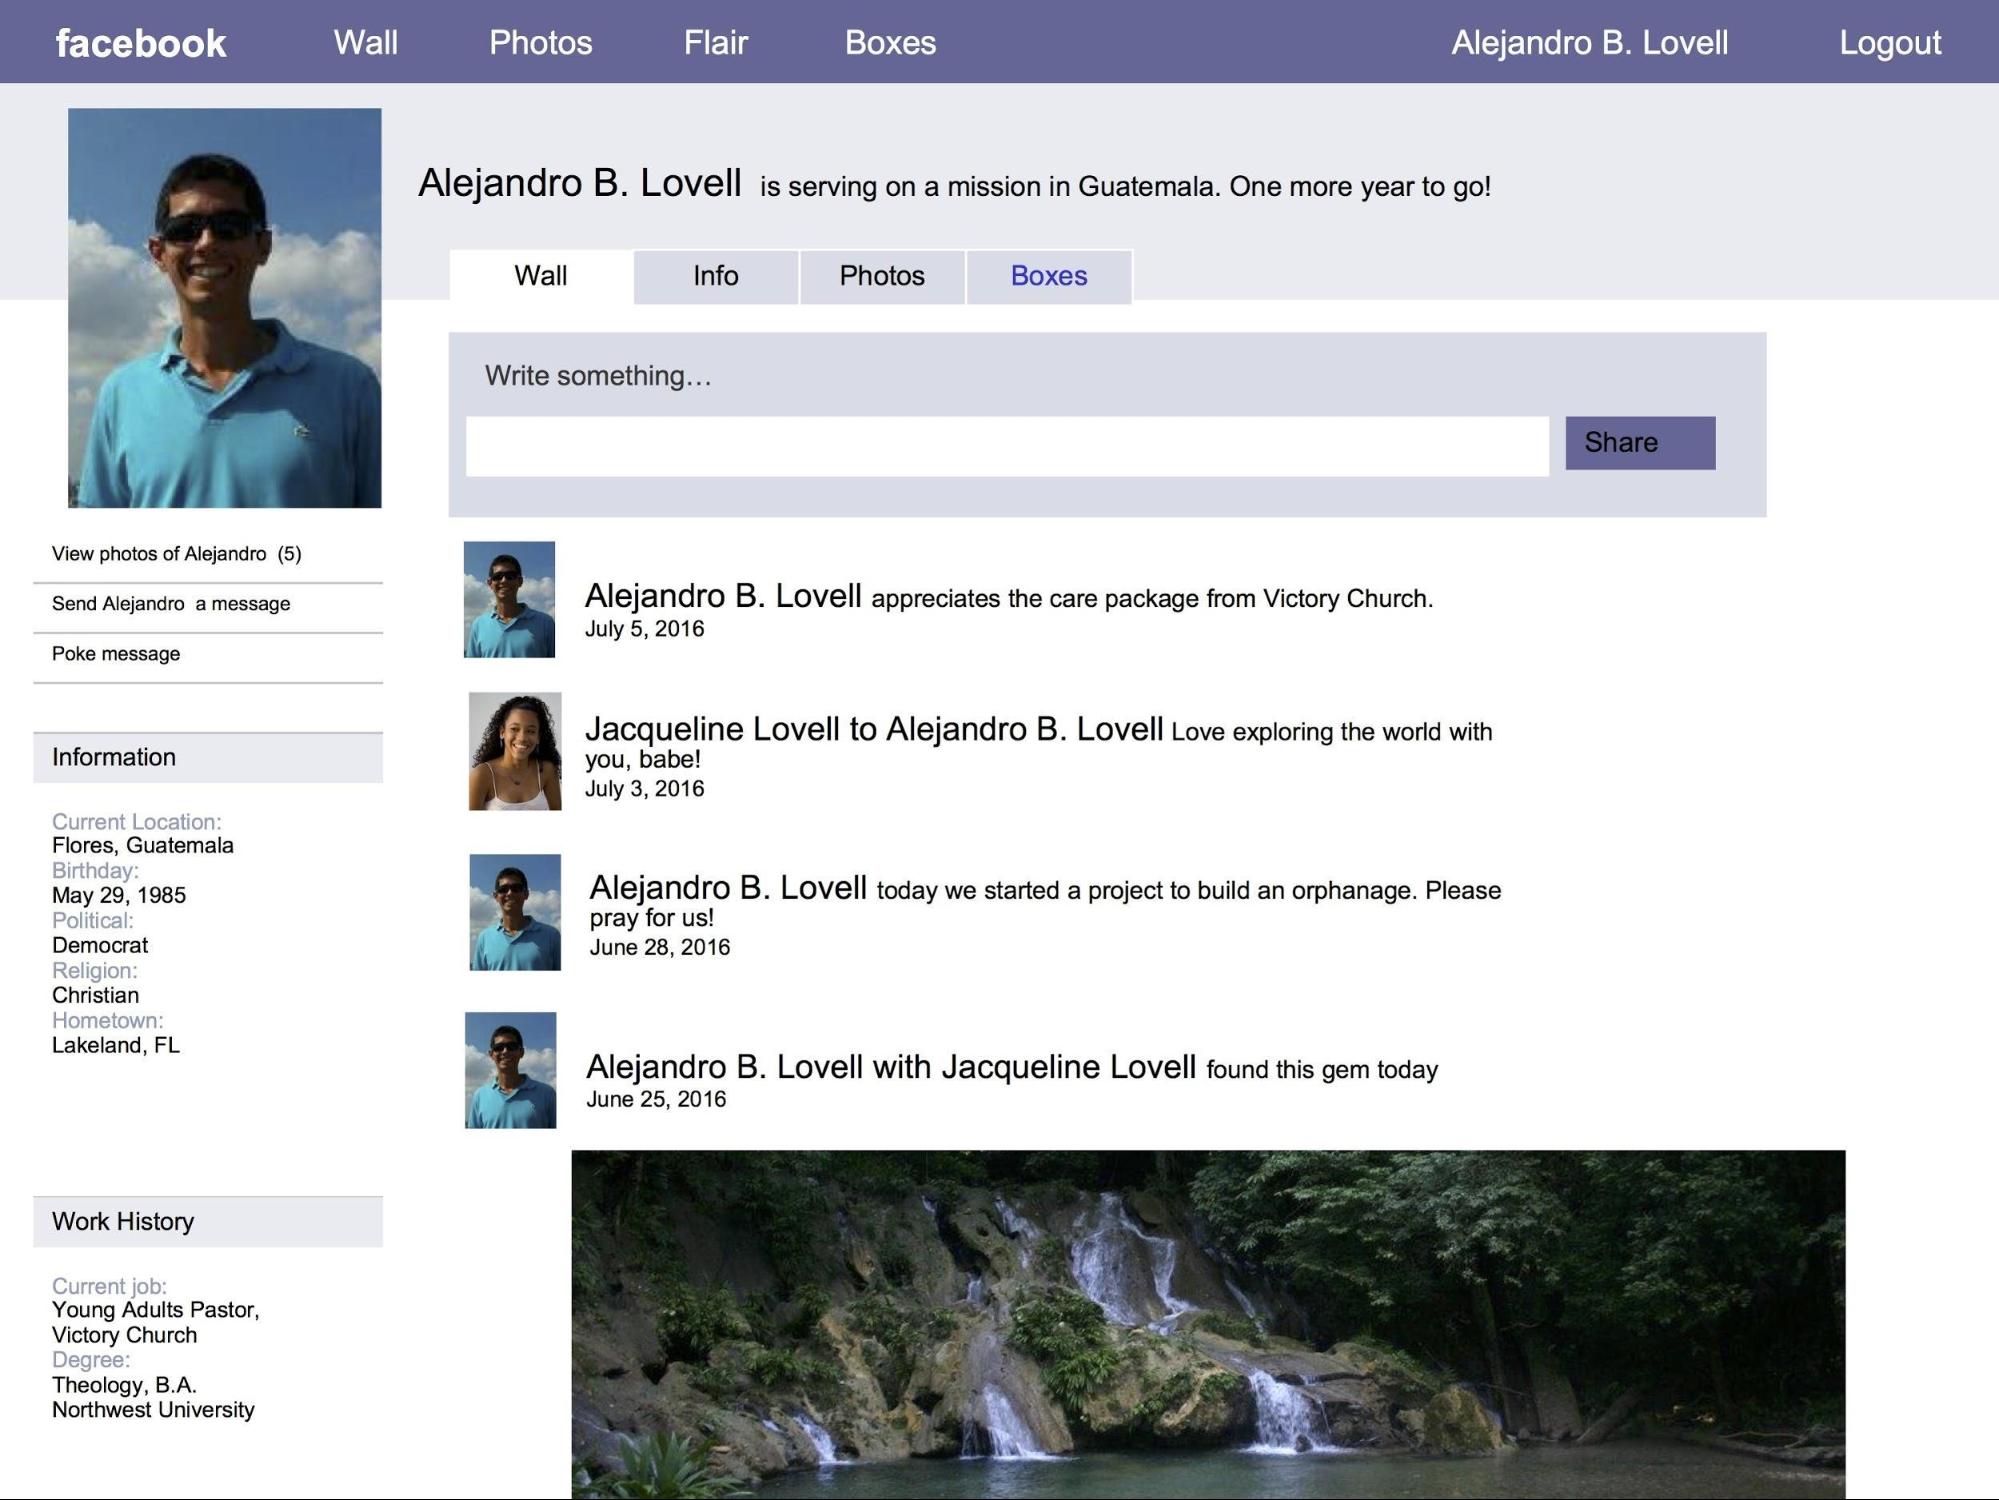 facebook Wall Photos Flair Boxes Alejandro B. Lovell Logout
Alejandro B. Lovell is serving on a mission in Guatemala. One more year to go!
Wall Info Photos Boxes
Write something…
Share
View photos of Alejandro (5)
Send Alejandro a message
Poke message
Information
Current Location:
Flores, Guatemala
Birthday:
May 29, 1985
Political:
Democrat
Religion:
Christian
Hometown:
Lakeland, FL
Work History
Current job:
Young Adults Pastor,
Victory Church
Degree:
Theology, B.A.
Northwest University
Alejandro B. Lovell appreciates the care package from Victory Church.
July 5, 2016
Jacqueline Lovell to Alejandro B. Lovell Love exploring the world with
you, babe!
July 3, 2016
Alejandro B. Lovell today we started a project to build an orphanage. Please
pray for us!
June 28, 2016
Alejandro B. Lovell with Jacqueline Lovell found this gem today
June 25, 2016